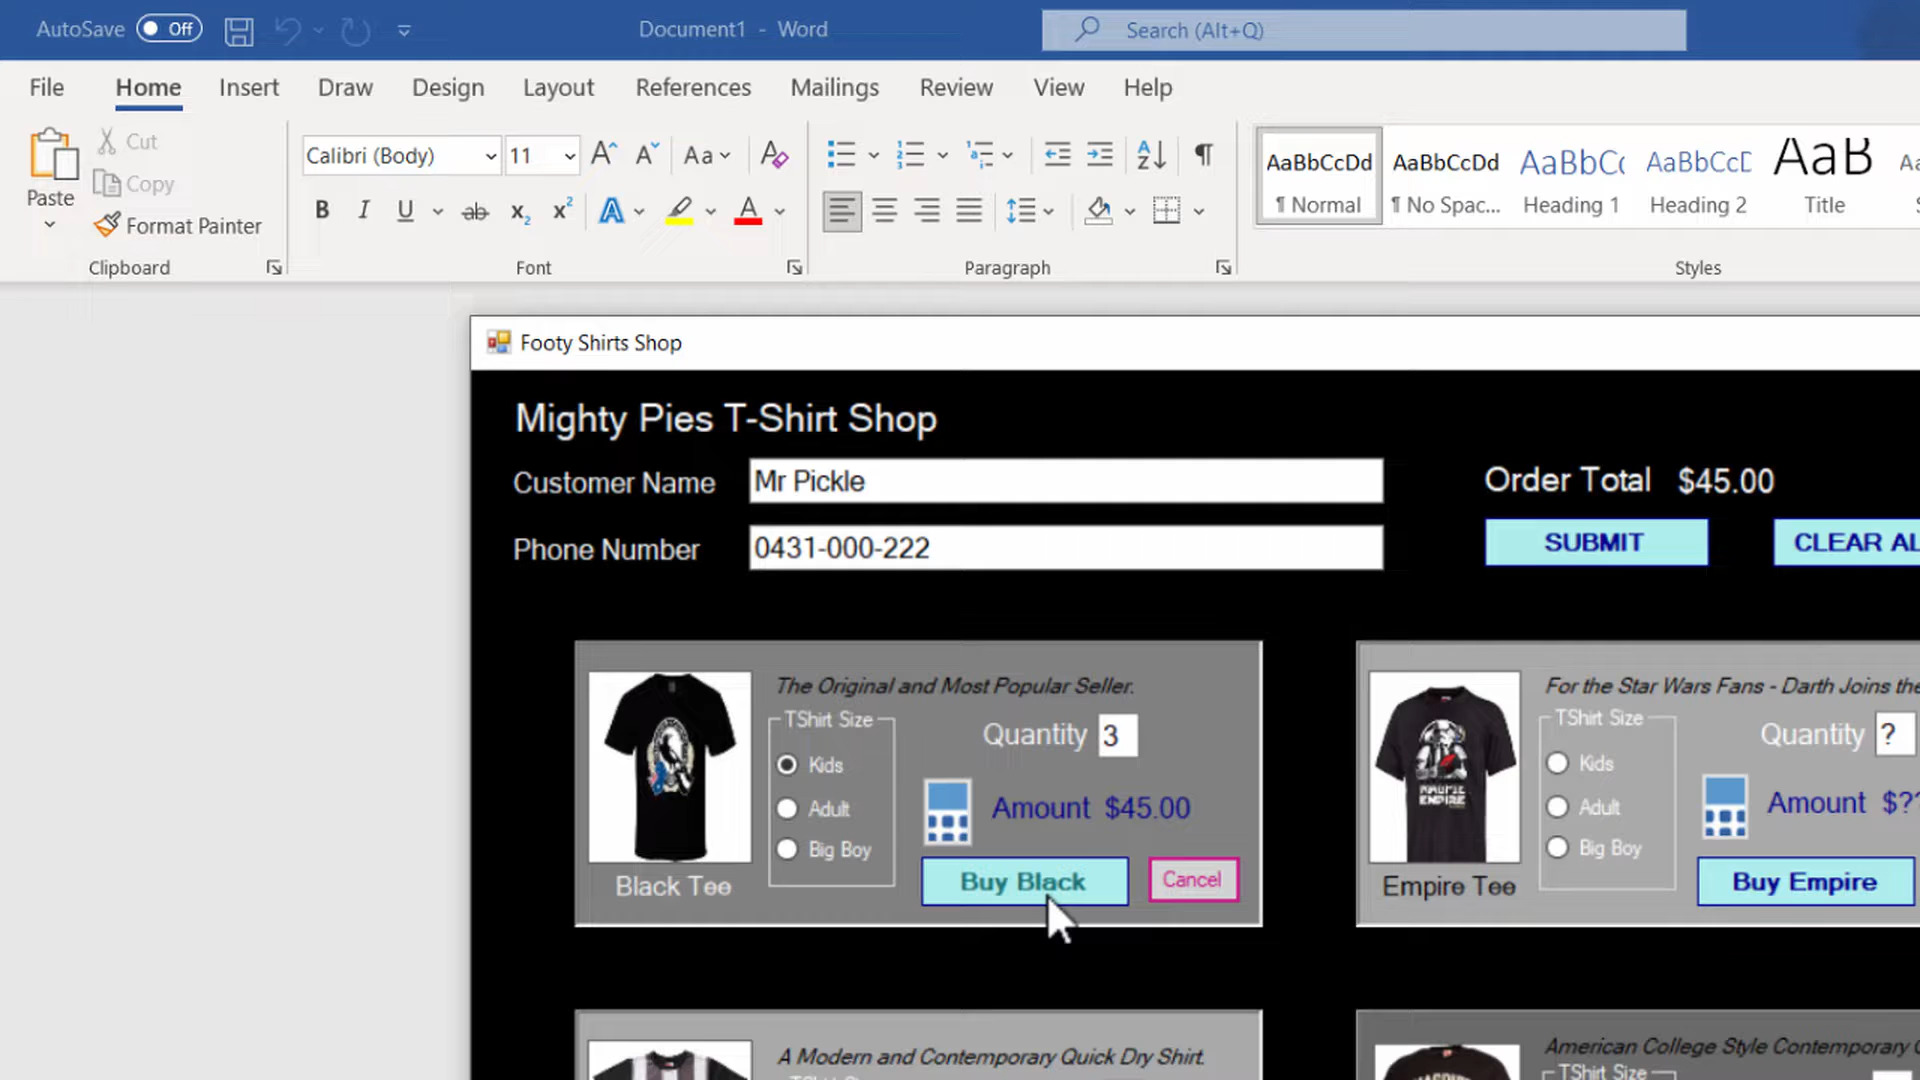 AutoSave Off Document1 - Word Search (Alt+Q)
File Home Insert Draw Design Layout References Mailings Review View Help
Paste Cut Copy Format Painter
Calibri (Body) 11 Aa
B I U ab x₂ x² A A
AaBbCcDd AaBbCcDd AaBbC AaBbCcD AaB
¶ Normal ¶ No Spac... Heading 1 Heading 2 Title
Clipboard Font Paragraph Styles
Footy Shirts Shop
Mighty Pies T-Shirt Shop
Customer Name Mr Pickle Order Total $45.00
Phone Number 0431-000-222 SUBMIT CLEAR AL
The Original and Most Popular Seller.
TShirt Size Quantity 3
Kids
Adult Amount $45.00
Big Boy
Black Tee Buy Black Cancel
For the Star Wars Fans - Darth Joins the
TShirt Size Quantity ?
Kids
Adult Amount $??
Big Boy
Empire Tee Buy Empire
A Modern and Contemporary Quick Dry Shirt.
American College Style Contemporary
TShirt Size